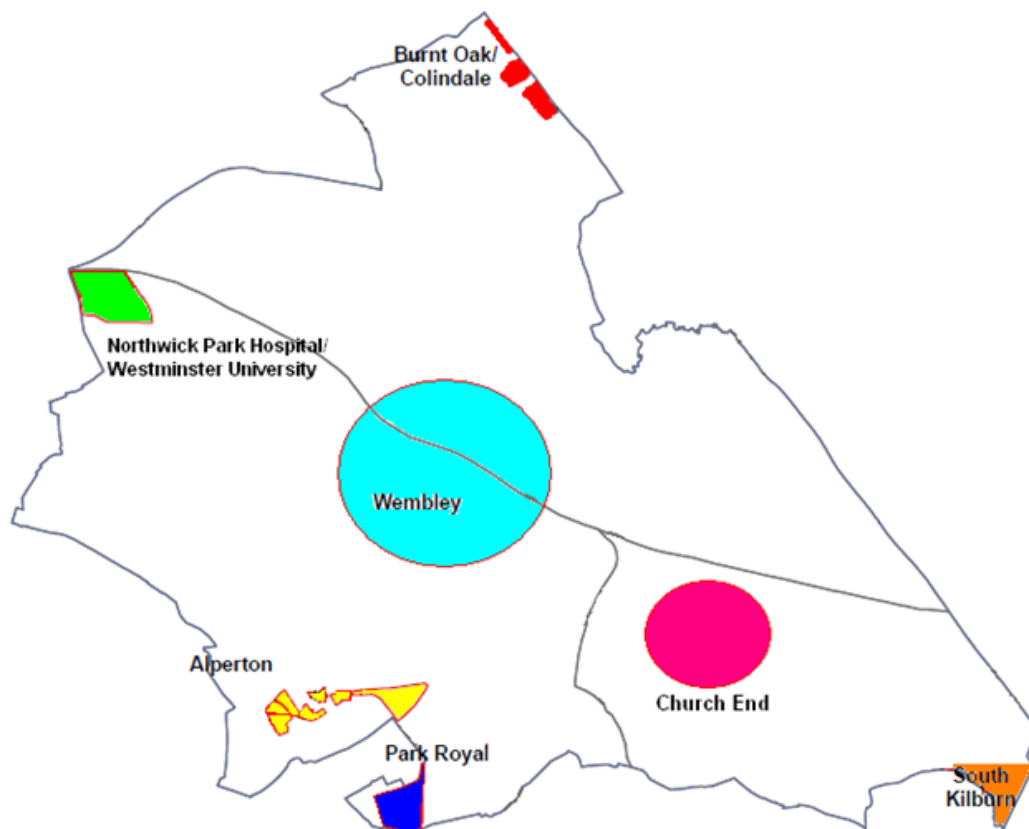 Burnt Oak/
Colindale
Northwick Park Hospital/
Westminster University
Wembley
Alperton
Church End
Park Royal
South
Kilburn